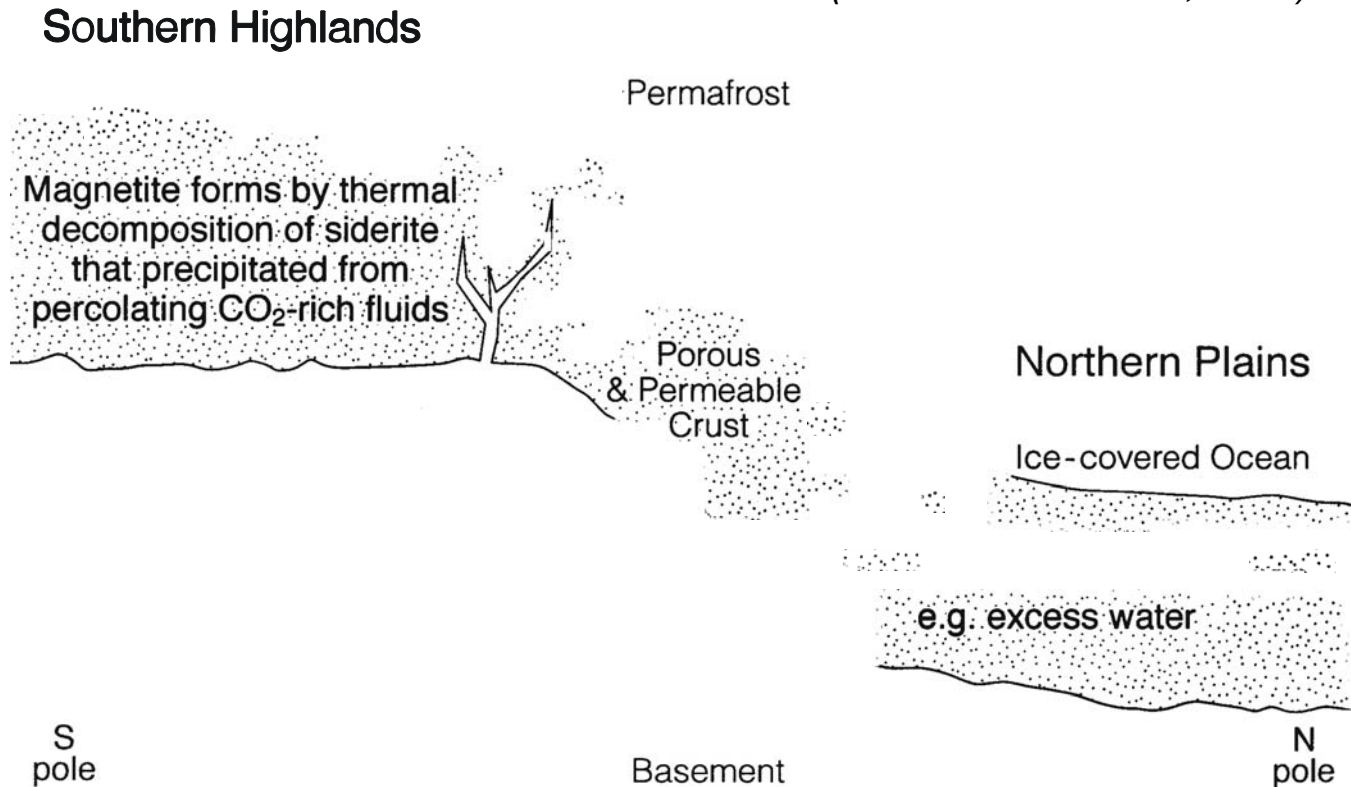 Southern Highlands
Permafrost
Magnetite forms by thermal
decomposition of siderite
that precipitated from
percolating CO₂-rich fluids
Porous
& Permeable
Crust
Northern Plains
Ice-covered Ocean
e.g. excess water
S
pole
Basement
N
pole